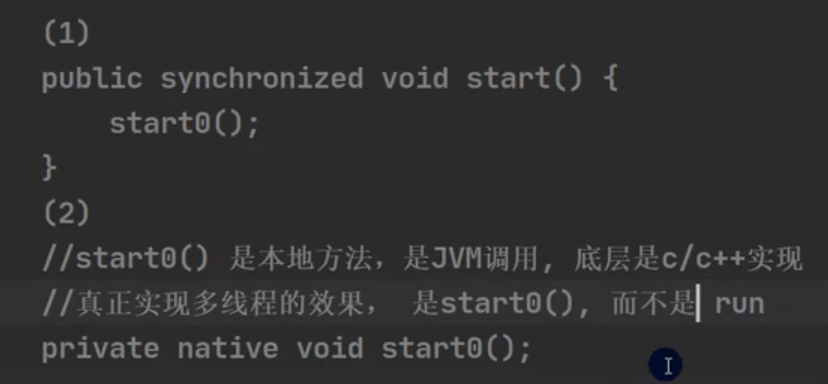 (1)
public synchronized void start() {
    start0();
}
(2)
//start0() 是本地方法，是JVM调用, 底层是c/c++实现
//真正实现多线程的效果， 是start0(), 而不是 run
private native void start0();